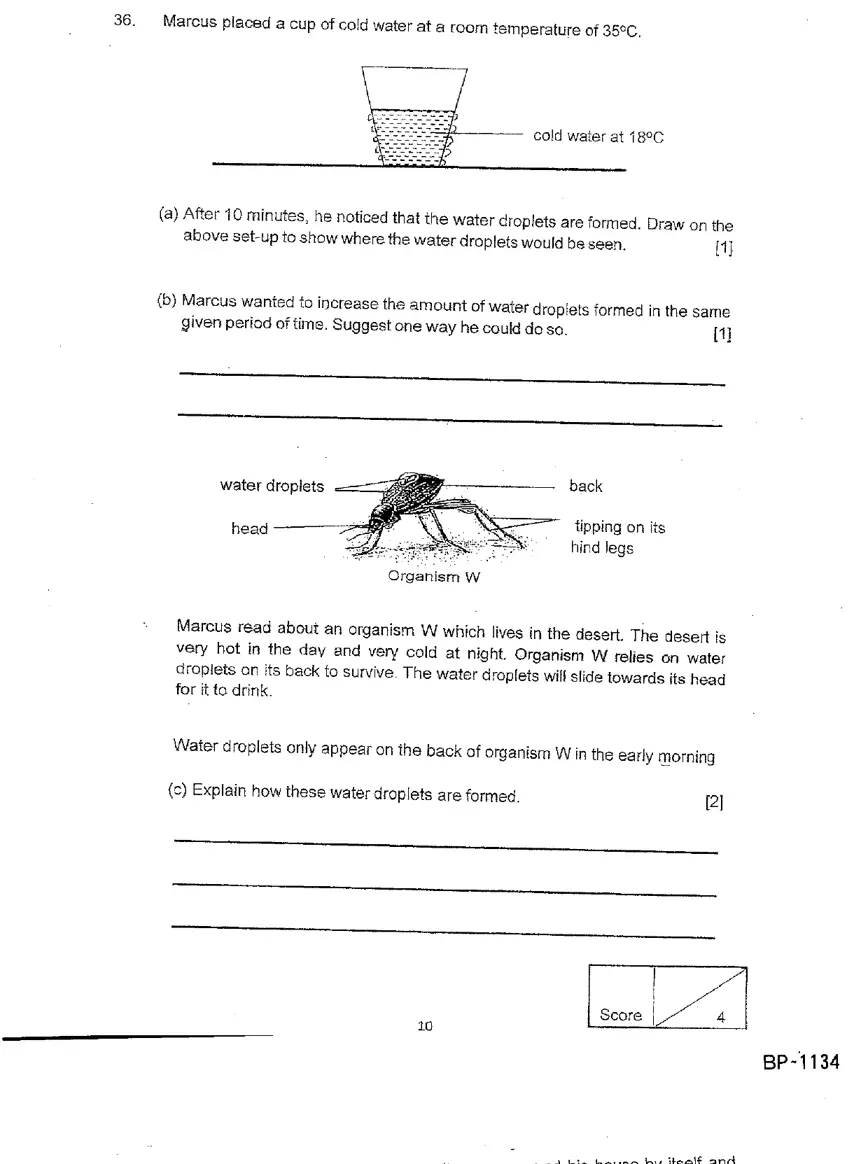 36. Marcus placed a cup of cold water at a room temperature of 35ºC.
cold water at 18ºC
(a) After 10 minutes, he noticed that the water droplets are formed. Draw on the
above set-up to show where the water droplets would be seen. [1]
(b) Marcus wanted to increase the amount of water droplets formed in the same
given period of time. Suggest one way he could do so. [1]
water droplets
back
head
tipping on its
hind legs
Organism W
Marcus read about an organism W which lives in the desert. The desert is
very hot in the day and very cold at night. Organism W relies on water
droplets on its back to survive. The water droplets will slide towards its head
for it to drink.
Water droplets only appear on the back of organism W in the early morning
(c) Explain how these water droplets are formed. [2]
Score 4
10
BP-1134
his house by itself and